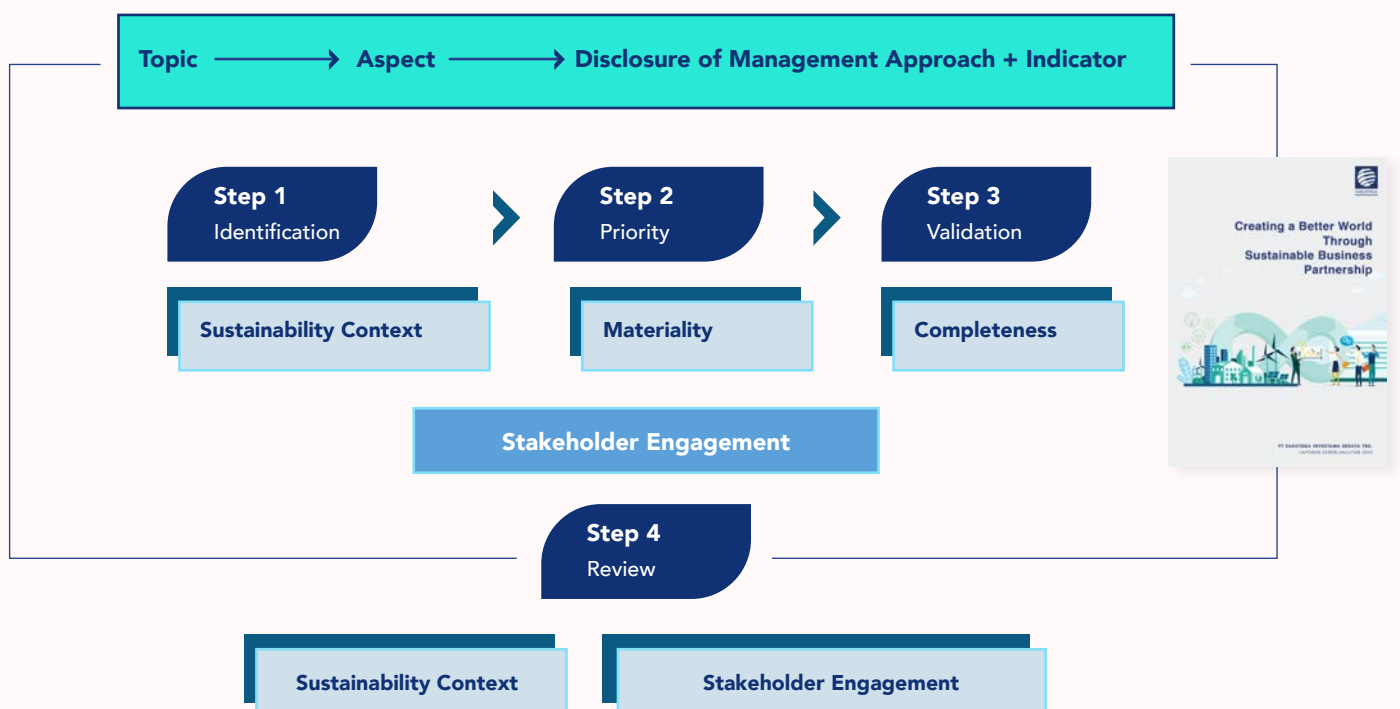 Topic Aspect Disclosure of Management Approach + Indicator
Step 1
Identification
Step 2
Priority
Step 3
Validation
Sustainability Context
Materiality
Completeness
Creating a Better World
Through
Sustainable Business
Partnership
Stakeholder Engagement
Step 4
Review
Sustainability Context
Stakeholder Engagement